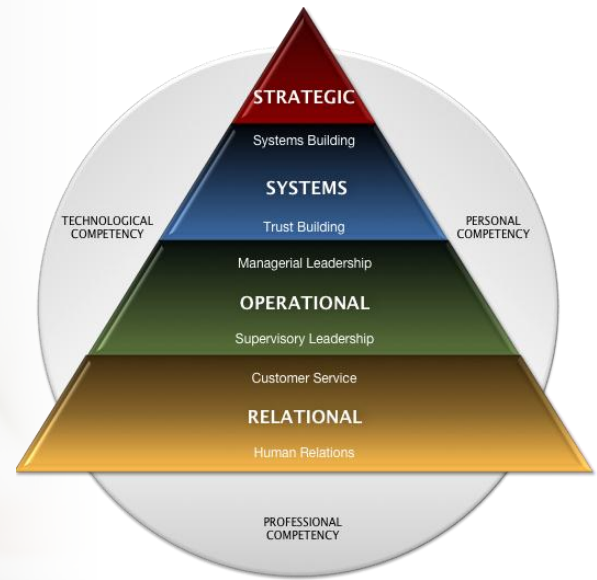 STRATEGIC
Systems Building
SYSTEMS
Trust Building
TECHNOLOGICAL
COMPETENCY
PERSONAL
COMPETENCY
Managerial Leadership
OPERATIONAL
Supervisory Leadership
Customer Service
RELATIONAL
Human Relations
PROFESSIONAL
COMPETENCY